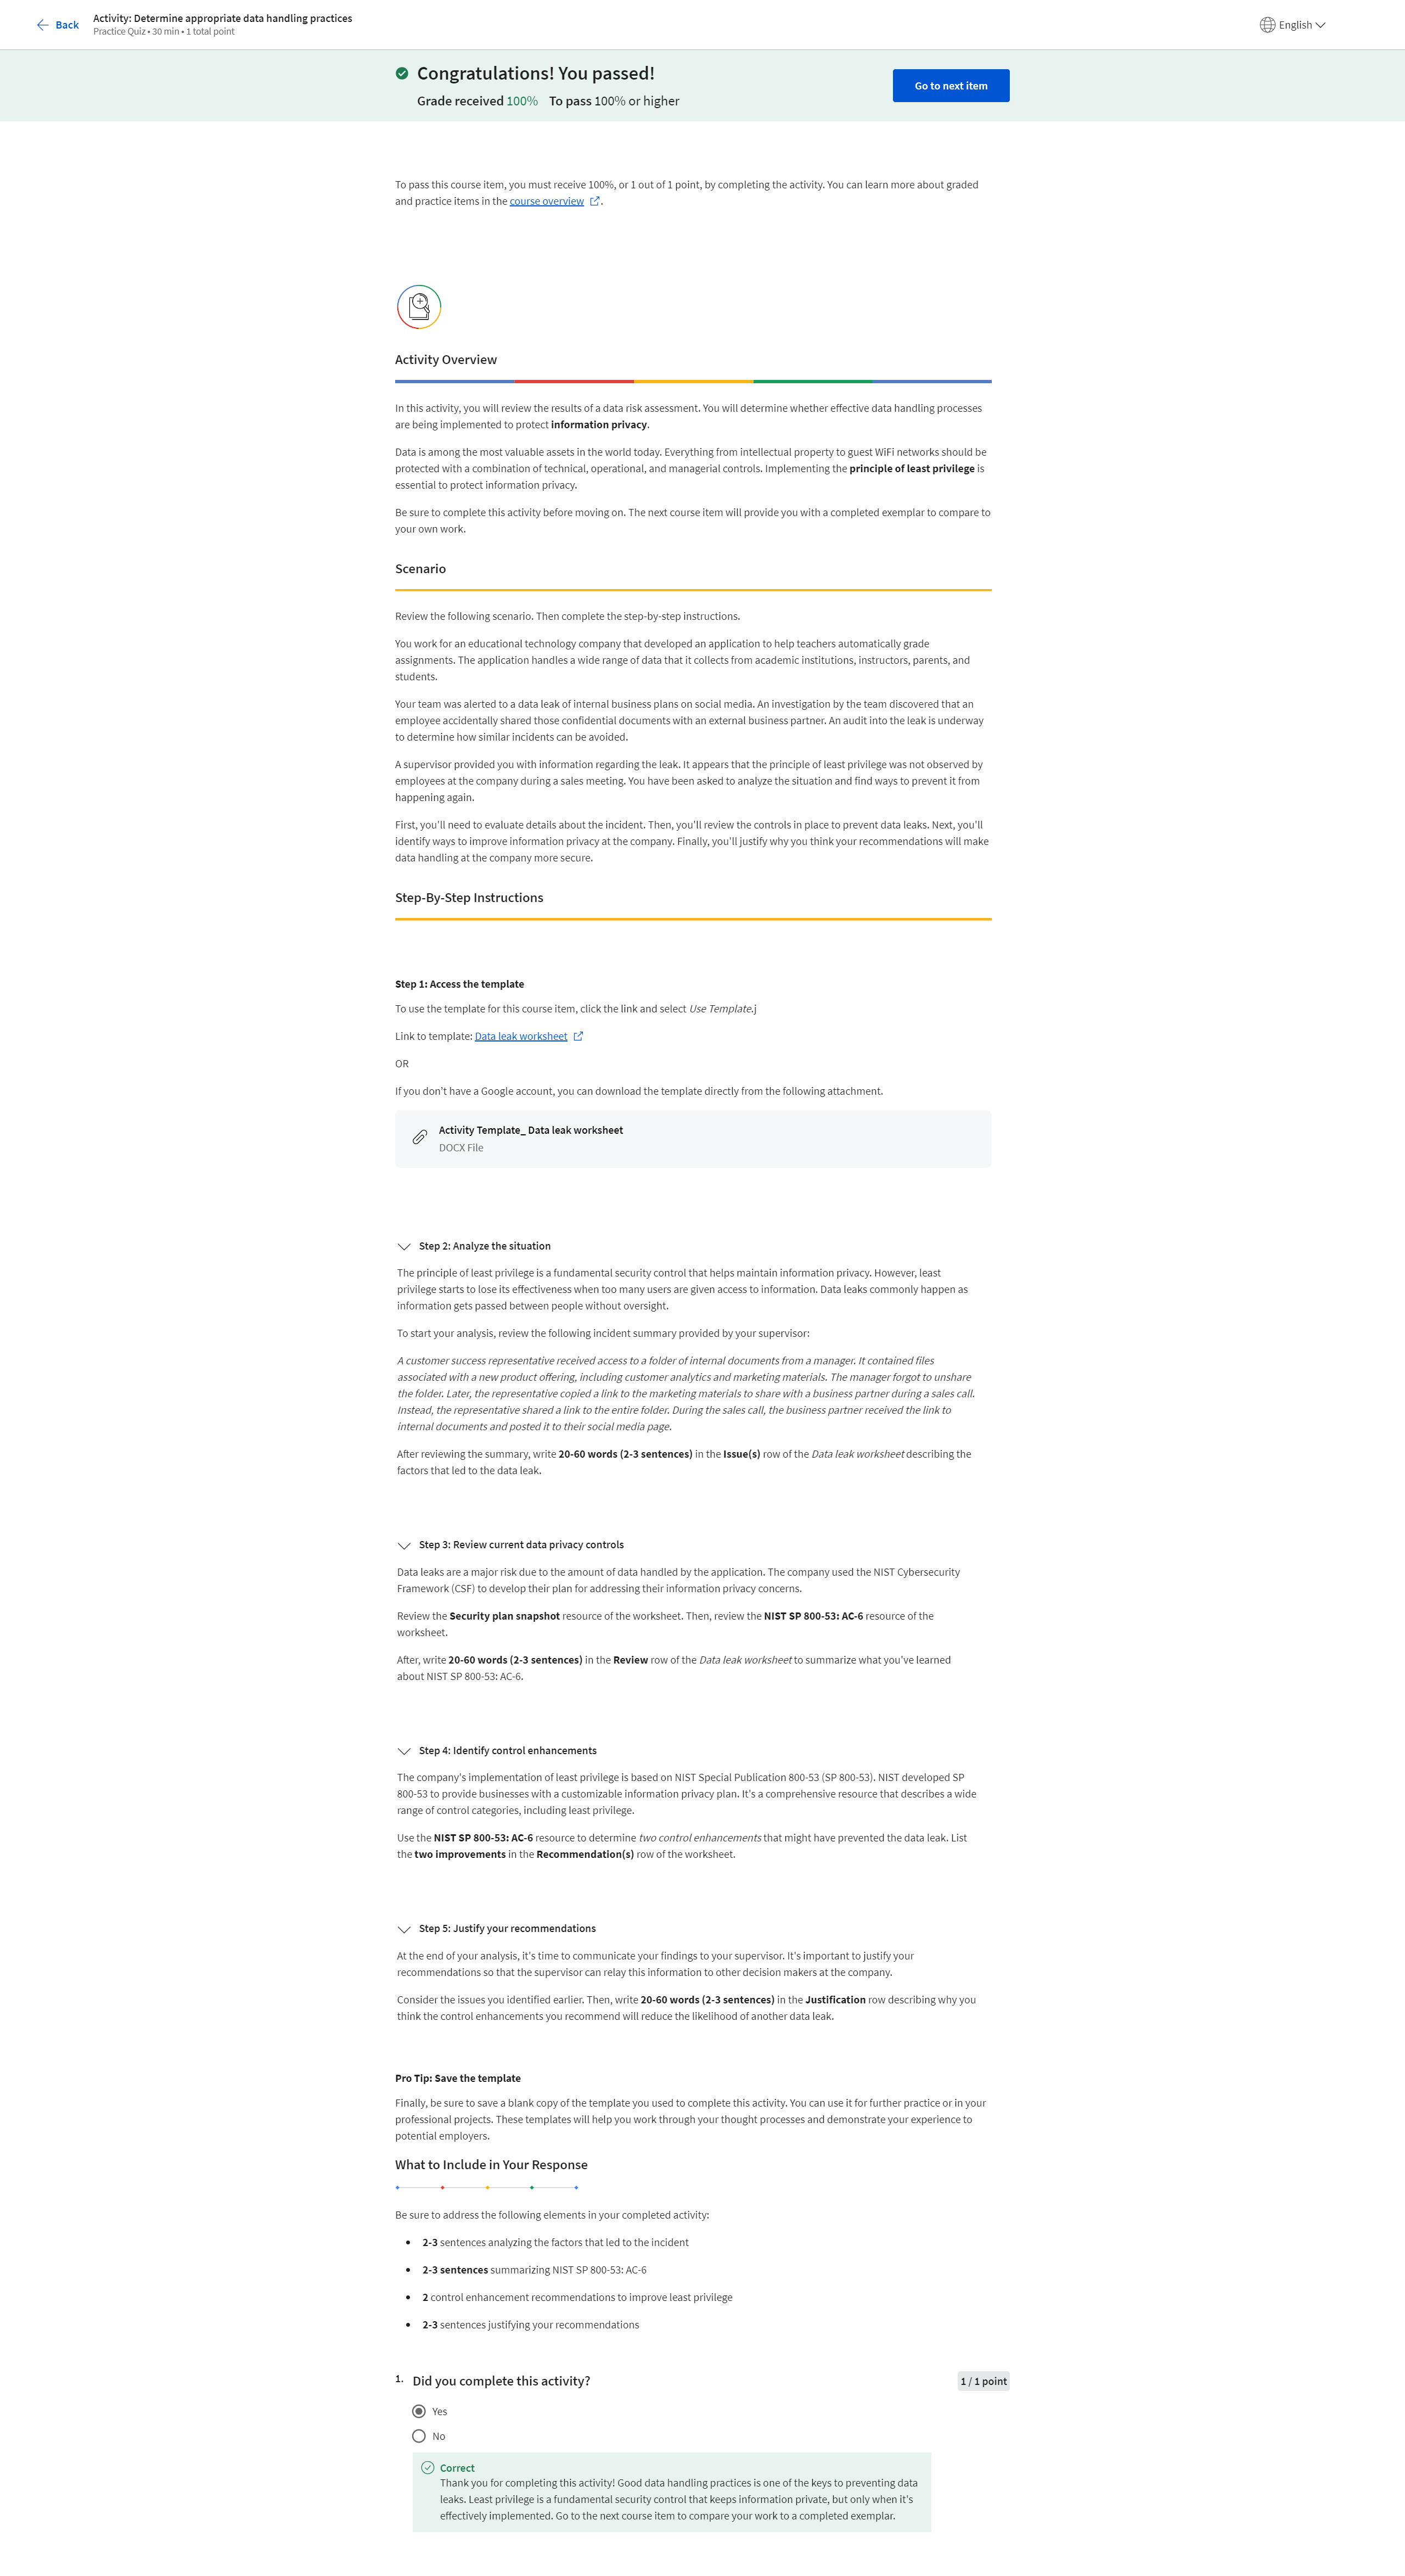 Back
Activity: Determine appropriate data handling practices
Practice Quiz • 30 min • 1 total point
English
Congratulations! You passed!
Grade received 100% To pass 100% or higher
Go to next item
To pass this course item, you must receive 100%, or 1 out of 1 point, by completing the activity. You can learn more about graded
and practice items in the course overview .
Activity Overview
In this activity, you will review the results of a data risk assessment. You will determine whether effective data handling processes
are being implemented to protect information privacy.
Data is among the most valuable assets in the world today. Everything from intellectual property to guest WiFi networks should be
protected with a combination of technical, operational, and managerial controls. Implementing the principle of least privilege is
essential to protect information privacy.
Be sure to complete this activity before moving on. The next course item will provide you with a completed exemplar to compare to
your own work.
Scenario
Review the following scenario. Then complete the step-by-step instructions.
You work for an educational technology company that developed an application to help teachers automatically grade
assignments. The application handles a wide range of data that it collects from academic institutions, instructors, parents, and
students.
Your team was alerted to a data leak of internal business plans on social media. An investigation by the team discovered that an
employee accidentally shared those confidential documents with an external business partner. An audit into the leak is underway
to determine how similar incidents can be avoided.
A supervisor provided you with information regarding the leak. It appears that the principle of least privilege was not observed by
employees at the company during a sales meeting. You have been asked to analyze the situation and find ways to prevent it from
happening again.
First, you'll need to evaluate details about the incident. Then, you'll review the controls in place to prevent data leaks. Next, you'll
identify ways to improve information privacy at the company. Finally, you'll justify why you think your recommendations will make
data handling at the company more secure.
Step-By-Step Instructions
Step 1: Access the template
To use the template for this course item, click the link and select Use Template.j
Link to template: Data leak worksheet
OR
If you don't have a Google account, you can download the template directly from the following attachment.
Activity Template_ Data leak worksheet
DOCX File
Step 2: Analyze the situation
The principle of least privilege is a fundamental security control that helps maintain information privacy. However, least
privilege starts to lose its effectiveness when too many users are given access to information. Data leaks commonly happen as
information gets passed between people without oversight.
To start your analysis, review the following incident summary provided by your supervisor:
A customer success representative received access to a folder of internal documents from a manager. It contained files
associated with a new product offering, including customer analytics and marketing materials. The manager forgot to unshare
the folder. Later, the representative copied a link to the marketing materials to share with a business partner during a sales call.
Instead, the representative shared a link to the entire folder. During the sales call, the business partner received the link to
internal documents and posted it to their social media page.
After reviewing the summary, write 20-60 words (2-3 sentences) in the Issue(s) row of the Data leak worksheet describing the
factors that led to the data leak.
Step 3: Review current data privacy controls
Data leaks are a major risk due to the amount of data handled by the application. The company used the NIST Cybersecurity
Framework (CSF) to develop their plan for addressing their information privacy concerns.
Review the Security plan snapshot resource of the worksheet. Then, review the NIST SP 800-53: AC-6 resource of the
worksheet.
After, write 20-60 words (2-3 sentences) in the Review row of the Data leak worksheet to summarize what you've learned
about NIST SP 800-53: AC-6.
Step 4: Identify control enhancements
The company's implementation of least privilege is based on NIST Special Publication 800-53 (SP 800-53). NIST developed SP
800-53 to provide businesses with a customizable information privacy plan. It's a comprehensive resource that describes a wide
range of control categories, including least privilege.
Use the NIST SP 800-53: AC-6 resource to determine two control enhancements that might have prevented the data leak. List
the two improvements in the Recommendation(s) row of the worksheet.
Step 5: Justify your recommendations
At the end of your analysis, it's time to communicate your findings to your supervisor. It's important to justify your
recommendations so that the supervisor can relay this information to other decision makers at the company.
Consider the issues you identified earlier. Then, write 20-60 words (2-3 sentences) in the Justification row describing why you
think the control enhancements you recommend will reduce the likelihood of another data leak.
Pro Tip: Save the template
Finally, be sure to save a blank copy of the template you used to complete this activity. You can use it for further practice or in your
professional projects. These templates will help you work through your thought processes and demonstrate your experience to
potential employers.
What to Include in Your Response
Be sure to address the following elements in your completed activity:
• 2-3 sentences analyzing the factors that led to the incident
• 2-3 sentences summarizing NIST SP 800-53: AC-6
• 2 control enhancement recommendations to improve least privilege
• 2-3 sentences justifying your recommendations
1. Did you complete this activity?
1 / 1 point
Yes
No
Correct
Thank you for completing this activity! Good data handling practices is one of the keys to preventing data
leaks. Least privilege is a fundamental security control that keeps information private, but only when it's
effectively implemented. Go to the next course item to compare your work to a completed exemplar.